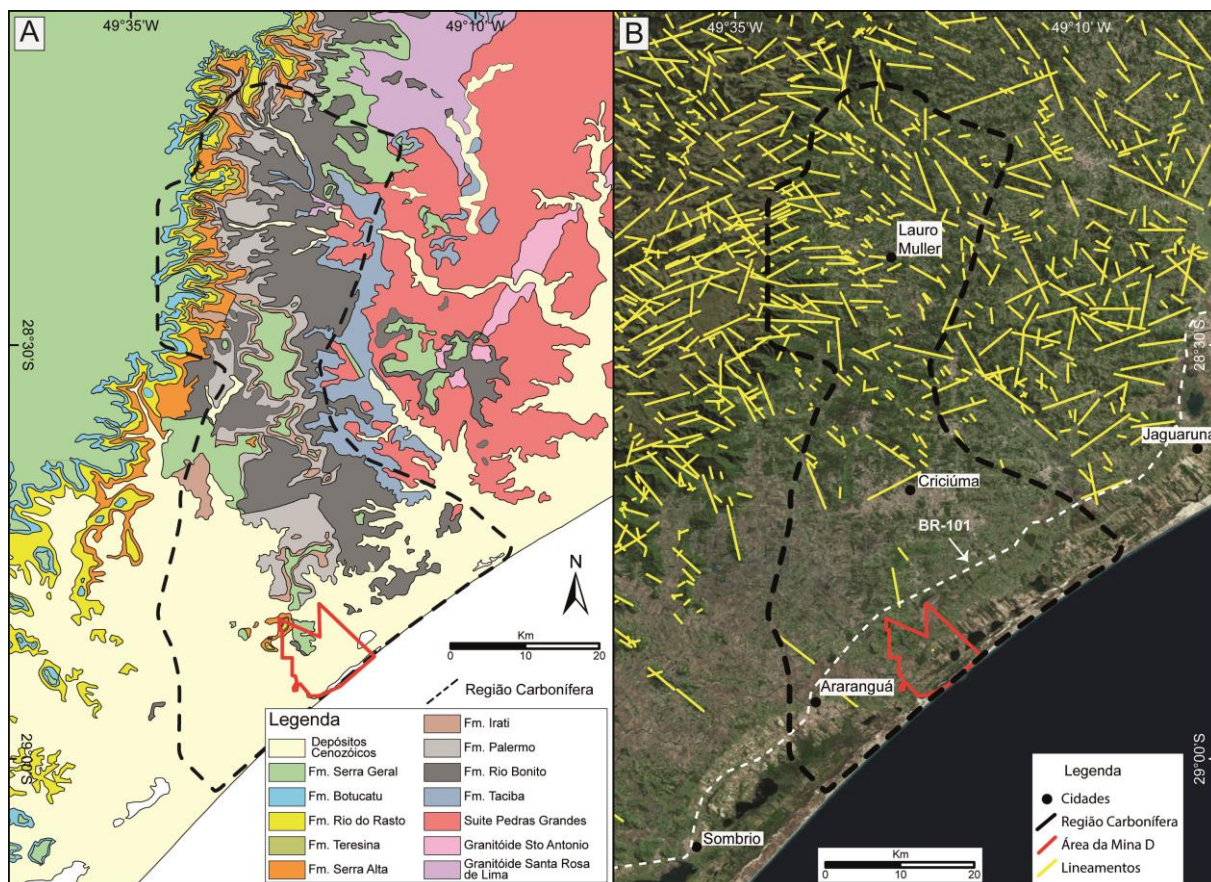 A
49°35'W
49°10'W
28°30'S
29°00'S
N
Km
0
10
20
Região Carbonífera
Legenda
Depósitos
Cenozóicos
Fm. Serra Geral
Fm. Botucatu
Fm. Rio do Rasto
Fm. Teresina
Fm. Serra Alta
Fm. Irati
Fm. Palermo
Fm. Rio Bonito
Fm. Taciba
Suite Pedras Grandes
Granitóide Sto Antonio
Granitóide Santa Rosa
de Lima
B
49°35'W
49°10'W
Lauro
Muller
28°30'S
Jaguaruna
Criciúma
BR-101
Araranguá
29°00'S
Sombrio
Km
0
10
20
Legenda
Cidades
Região Carbonífera
Área da Mina D
Lineamentos